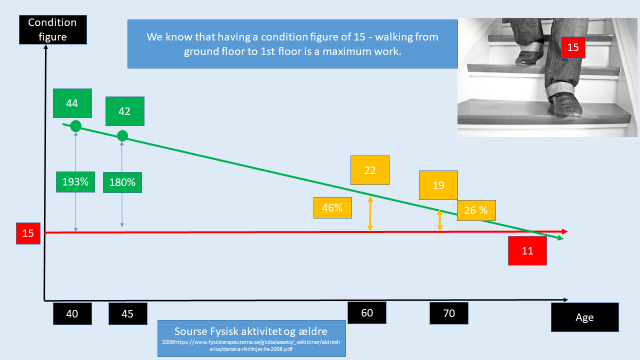 Condition
figure
We know that having a condition figure of 15 - walking from
ground floor to 1st floor is a maximum work.
15
44
42
193%
180%
22
19
46%
26 %
15
11
40
45
60
70
Age
Sourse Fysisk aktivitet og ældre